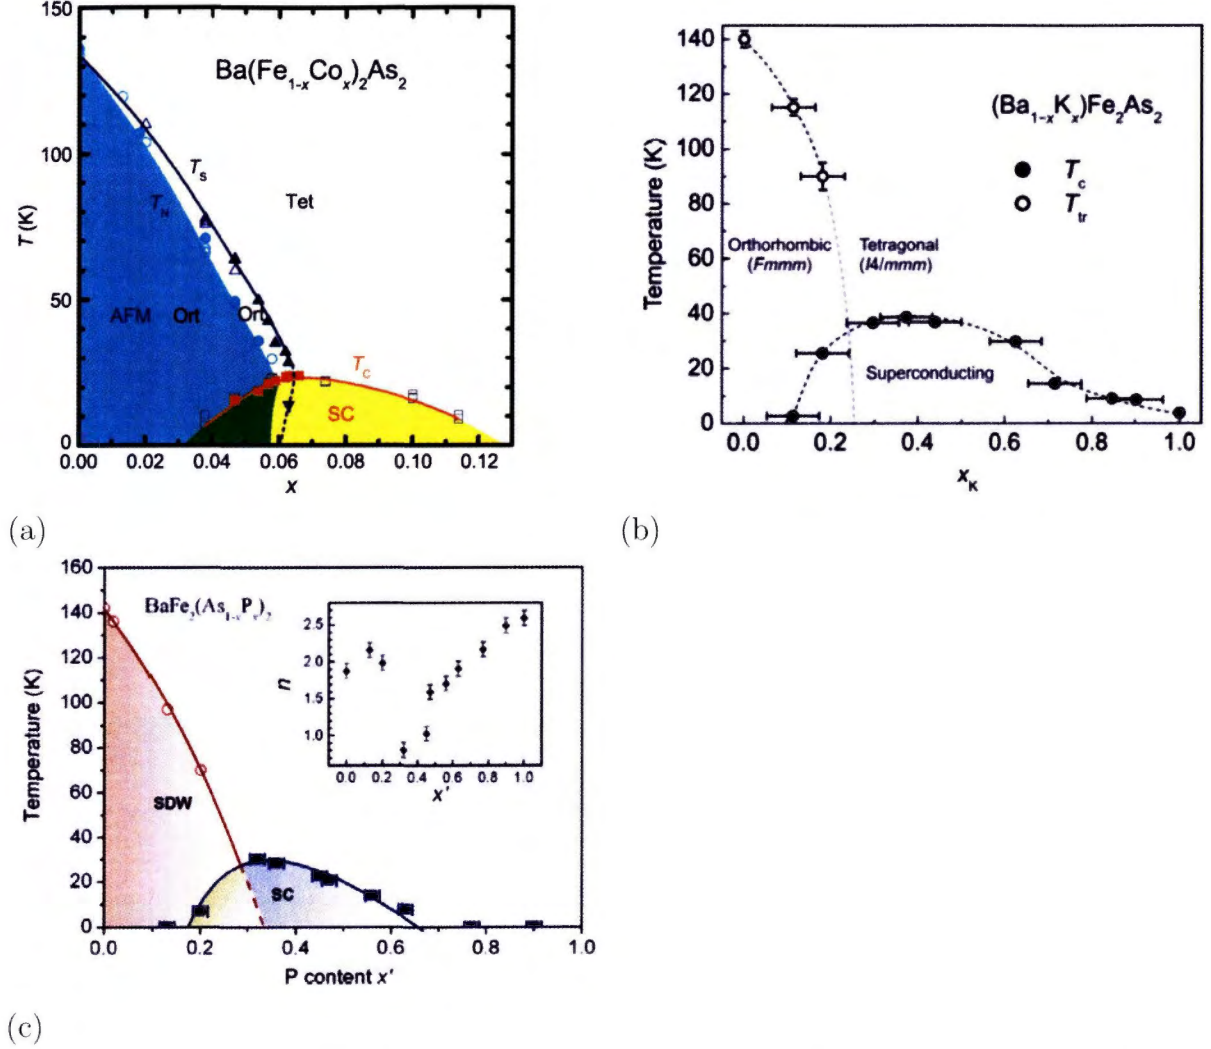 150
100
50
0
T (K)
Ba(Fe1-xCox)2As2
TS
TN
Tet
AFM Ort Ort
TC
SC
0.00 0.02 0.04 0.06 0.08 0.10 0.12
x
(a)
140
120
100
80
60
40
20
0
Temperature (K)
(Ba1-xKx)Fe2As2
Tc
Ttr
Orthorhombic Tetragonal
(Fmmm) (I4/mmm)
Superconducting
0.0 0.2 0.4 0.6 0.8 1.0
xK
(b)
160
140
120
100
80
60
40
20
0
Temperature (K)
BaFe2(As1-xPx)2
2.5
2.0
1.5
1.0
n
0.0 0.2 0.4 0.6 0.8 1.0
x'
SDW
SC
0.0 0.2 0.4 0.6 0.8 1.0
P content x'
(c)